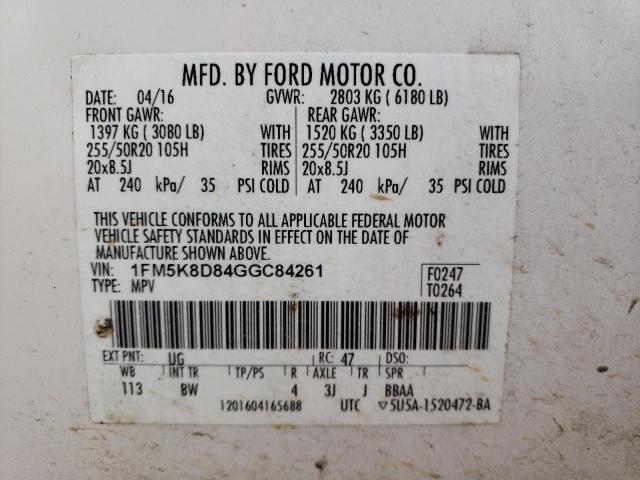 MFD. BY FORD MOTOR CO.
DATE: 04/16 GVWR: 2803 KG ( 6180 LB)
FRONT GAWR: REAR GAWR:
1397 KG ( 3080 LB) WITH 1520 KG ( 3350 LB) WITH
255/50R20 105H TIRES 255/50R20 105H TIRES
20x8.5J RIMS 20x8.5J RIMS
AT 240 kPa/ 35 PSI COLD AT 240 kPa/ 35 PSI COLD
THIS VEHICLE CONFORMS TO ALL APPLICABLE FEDERAL MOTOR
VEHICLE SAFETY STANDARDS IN EFFECT ON THE DATE OF
MANUFACTURE SHOWN ABOVE.
VIN: 1FM5K8D84GGC84261 F0247
TYPE: MPV T0264
EXT PNT: UG RC: 47 DSO:
WB INT TR TP/PS R AXLE TR SPR
113 BW 4 3J J BBAA
1201604165688 UTC ▽5U5A-1520472-BA